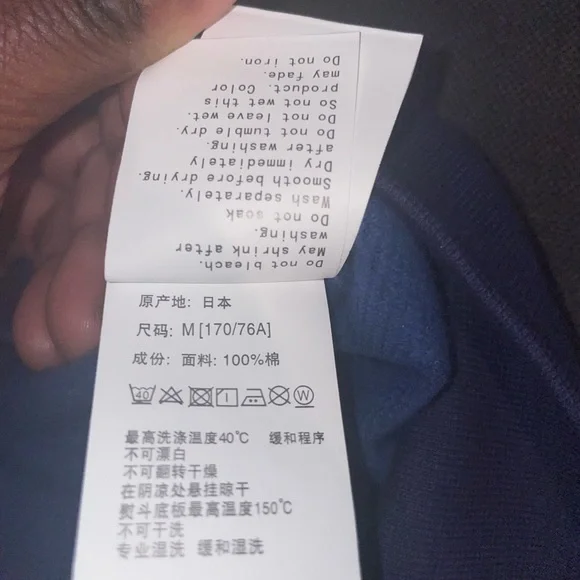 Do not bleach.
May shrink after
washing.
Do not soak
Wash separately.
Smooth before drying.
Dry immediately
after washing.
Do not tumble dry.
Do not leave wet.
So not wet this
product. Color
may fade.
Do not iron.
原产地: 日本
尺码: M [170/76A]
成份: 面料: 100%棉
40 W
最高洗涤温度40℃ 缓和程序
不可漂白
不可翻转干燥
在阴凉处悬挂晾干
熨斗底板最高温度150℃
不可干洗
专业湿洗 缓和湿洗